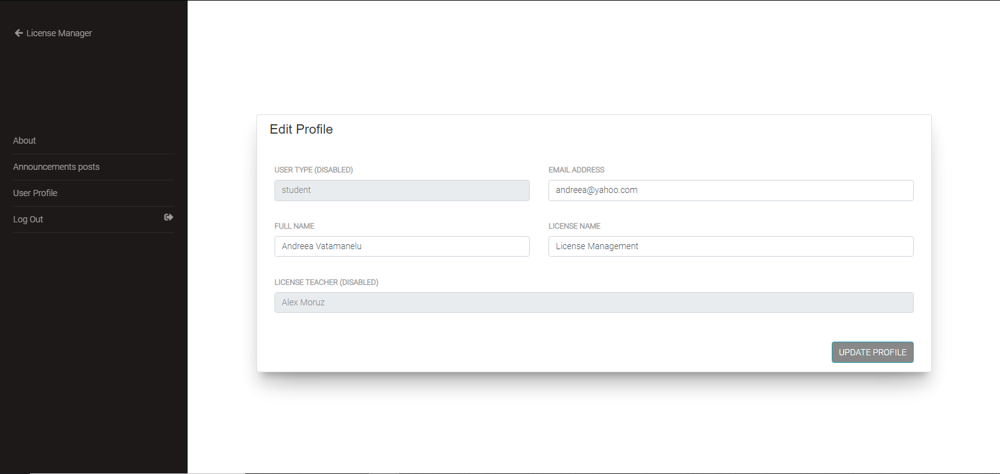 License Manager
About
Announcements posts
User Profile
Log Out
Edit Profile
USER TYPE (DISABLED)
EMAIL ADDRESS
student
andreea@yahoo.com
FULL NAME
LICENSE NAME
Andreea Vatamanelu
License Management
LICENSE TEACHER (DISABLED)
Alex Moruz
UPDATE PROFILE